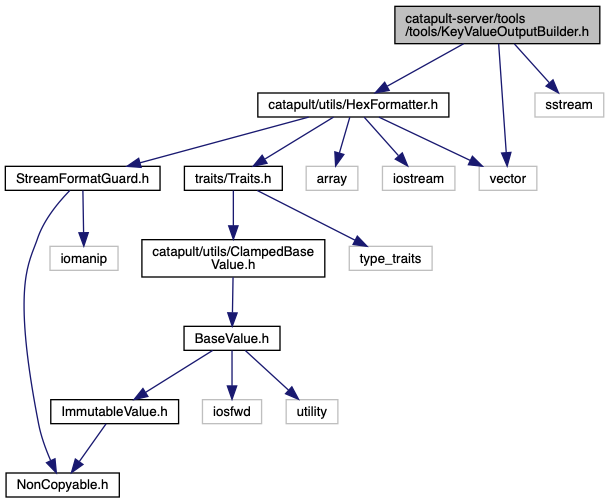 catapult-server/tools
/tools/KeyValueOutputBuilder.h
catapult/utils/HexFormatter.h
sstream
StreamFormatGuard.h
traits/Traits.h
array
iostream
vector
iomanip
catapult/utils/ClampedBase
Value.h
type_traits
BaseValue.h
ImmutableValue.h
iosfwd
utility
NonCopyable.h